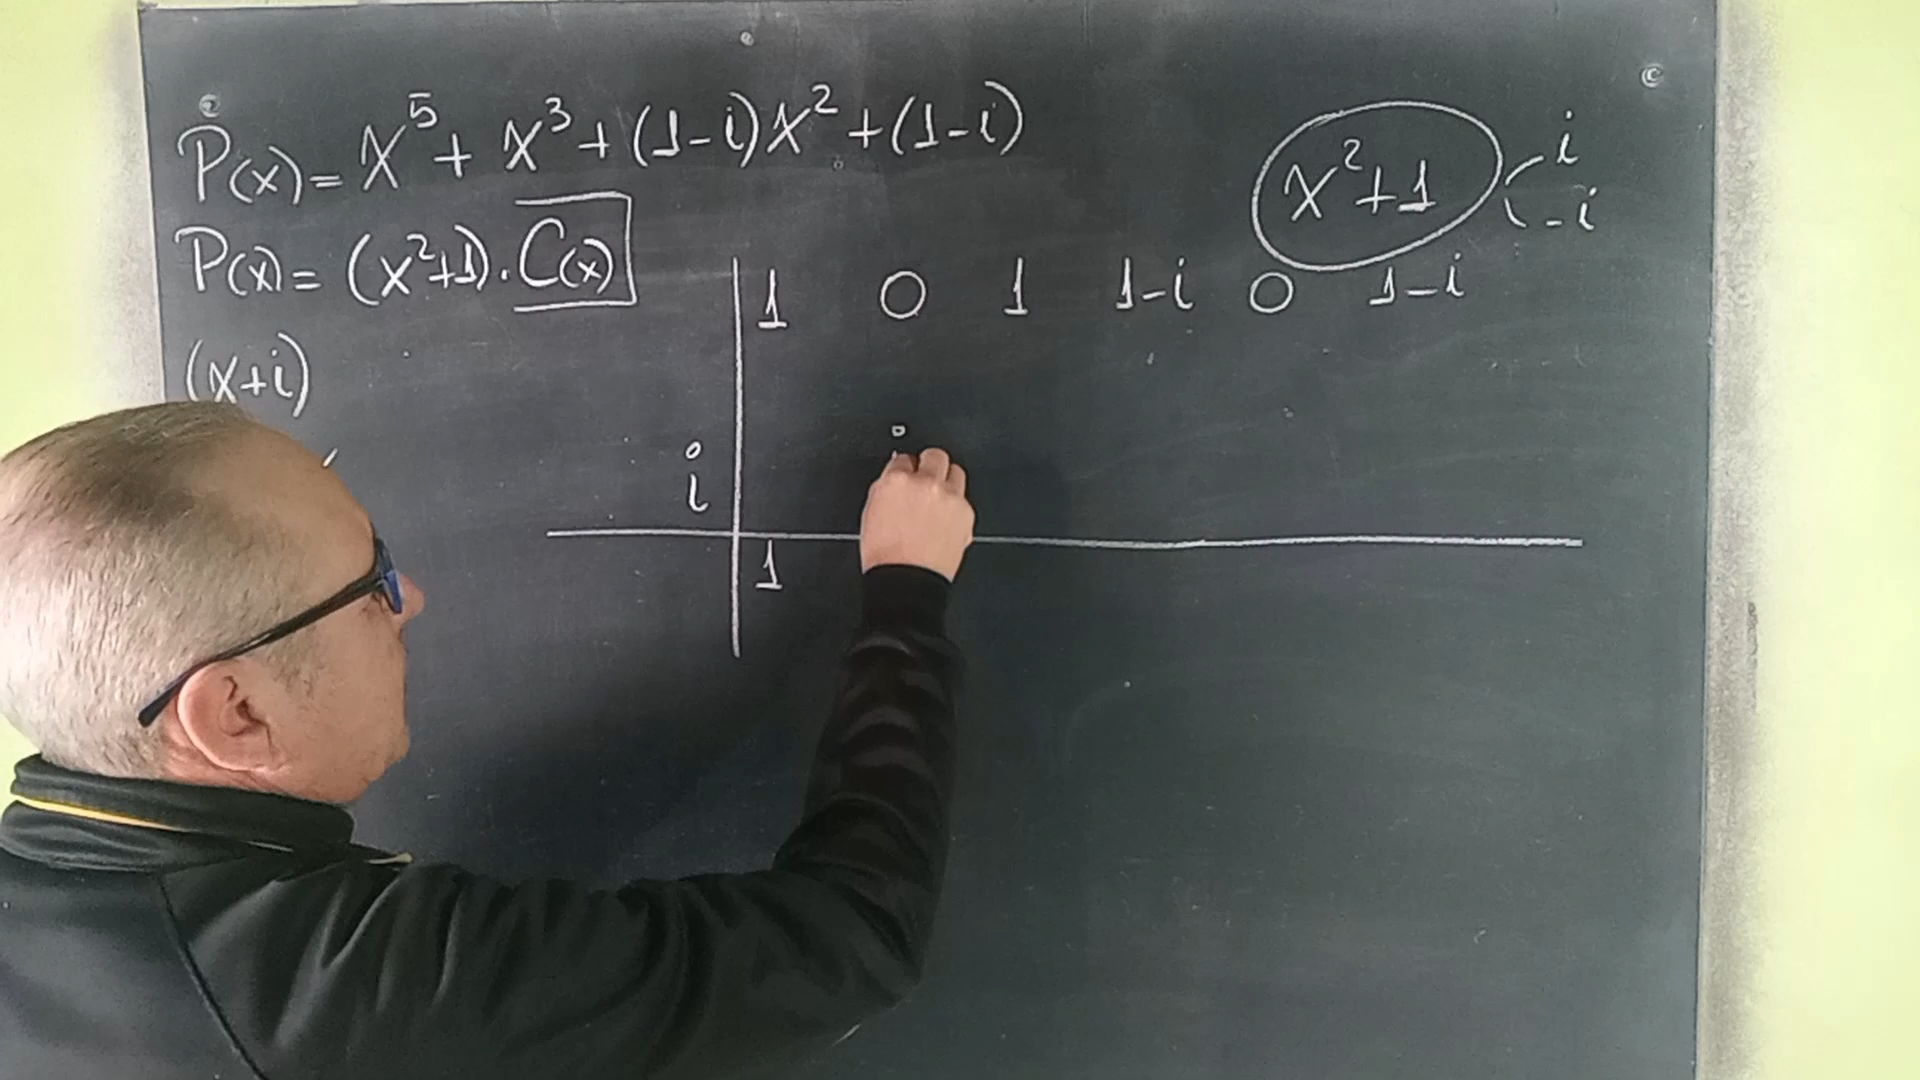 P(x) = x⁵ + x³ + (1-i)x² + (1-i)
x²+1
i
-i
P(x) = (x²+1) . C(x)
1 0 1 1-i 0 1-i
(x+i)
i
i
1